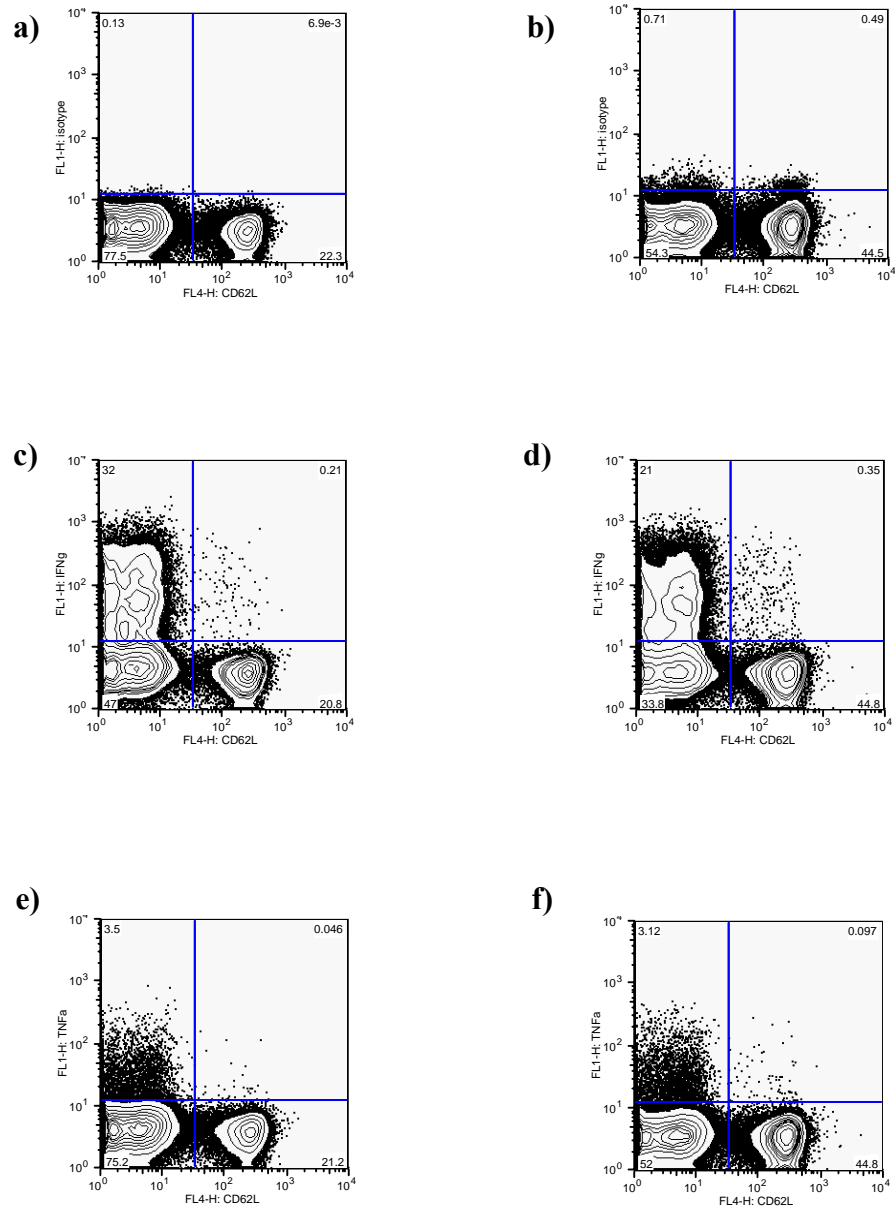 a)
0.13 6.9e-3
FL1-H: isotype
10⁴
10³
10²
10¹
10⁰
77.5 22.3
10⁰ 10¹ 10² 10³ 10⁴
FL4-H: CD62L
b)
0.71 0.49
FL1-H: isotype
10⁴
10³
10²
10¹
10⁰
54.3 44.5
10⁰ 10¹ 10² 10³ 10⁴
FL4-H: CD62L
c)
32 0.21
FL1-H: IFNg
10⁴
10³
10²
10¹
10⁰
47 20.8
10⁰ 10¹ 10² 10³ 10⁴
FL4-H: CD62L
d)
21 0.35
FL1-H: IFNg
10⁴
10³
10²
10¹
10⁰
33.8 44.8
10⁰ 10¹ 10² 10³ 10⁴
FL4-H: CD62L
e)
3.5 0.046
FL1-H: TNFa
10⁴
10³
10²
10¹
10⁰
75.2 21.2
10⁰ 10¹ 10² 10³ 10⁴
FL4-H: CD62L
f)
3.12 0.097
FL1-H: TNFa
10⁴
10³
10²
10¹
10⁰
52 44.8
10⁰ 10¹ 10² 10³ 10⁴
FL4-H: CD62L